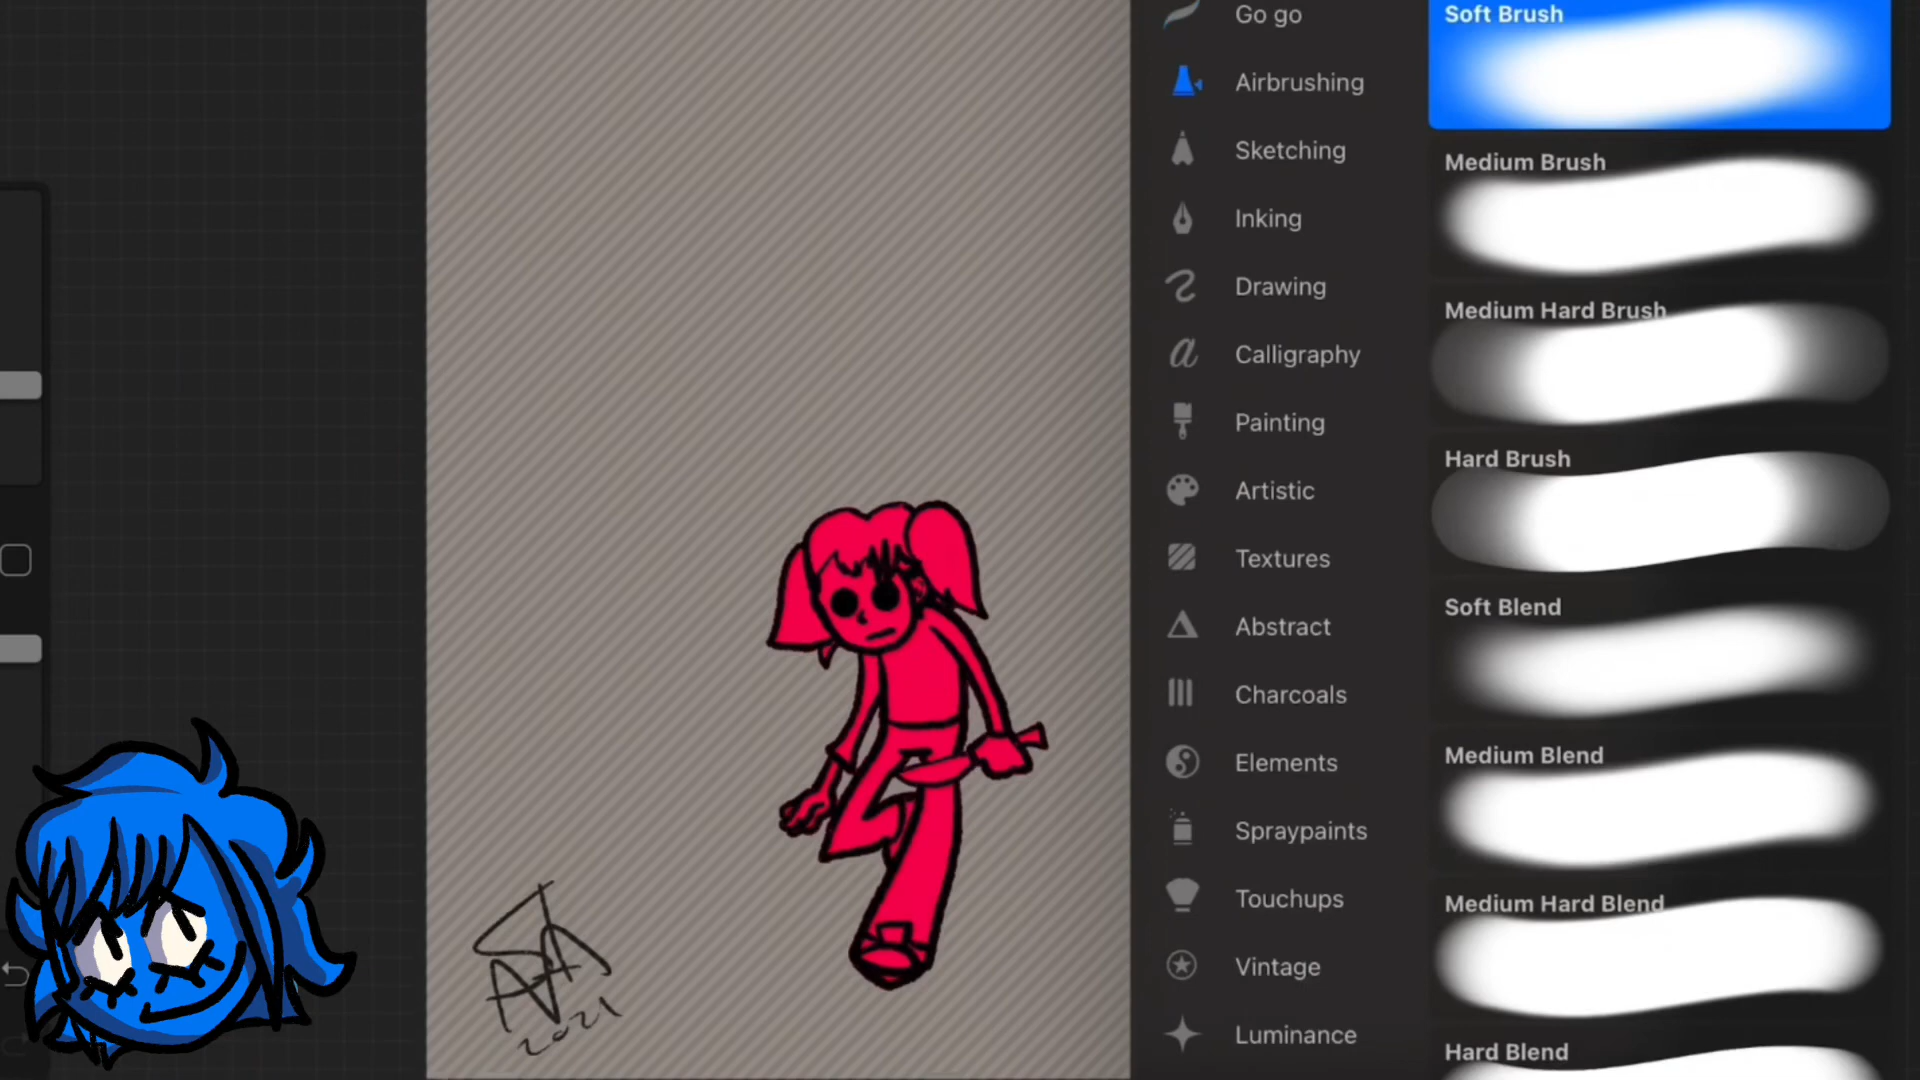 Go go
Airbrushing
Sketching
Inking
Drawing
Calligraphy
Painting
Artistic
Textures
Abstract
Charcoals
Elements
Spraypaints
Touchups
Vintage
Luminance
Soft Brush
Medium Brush
Medium Hard Brush
Hard Brush
Soft Blend
Medium Blend
Medium Hard Blend
Hard Blend
2021